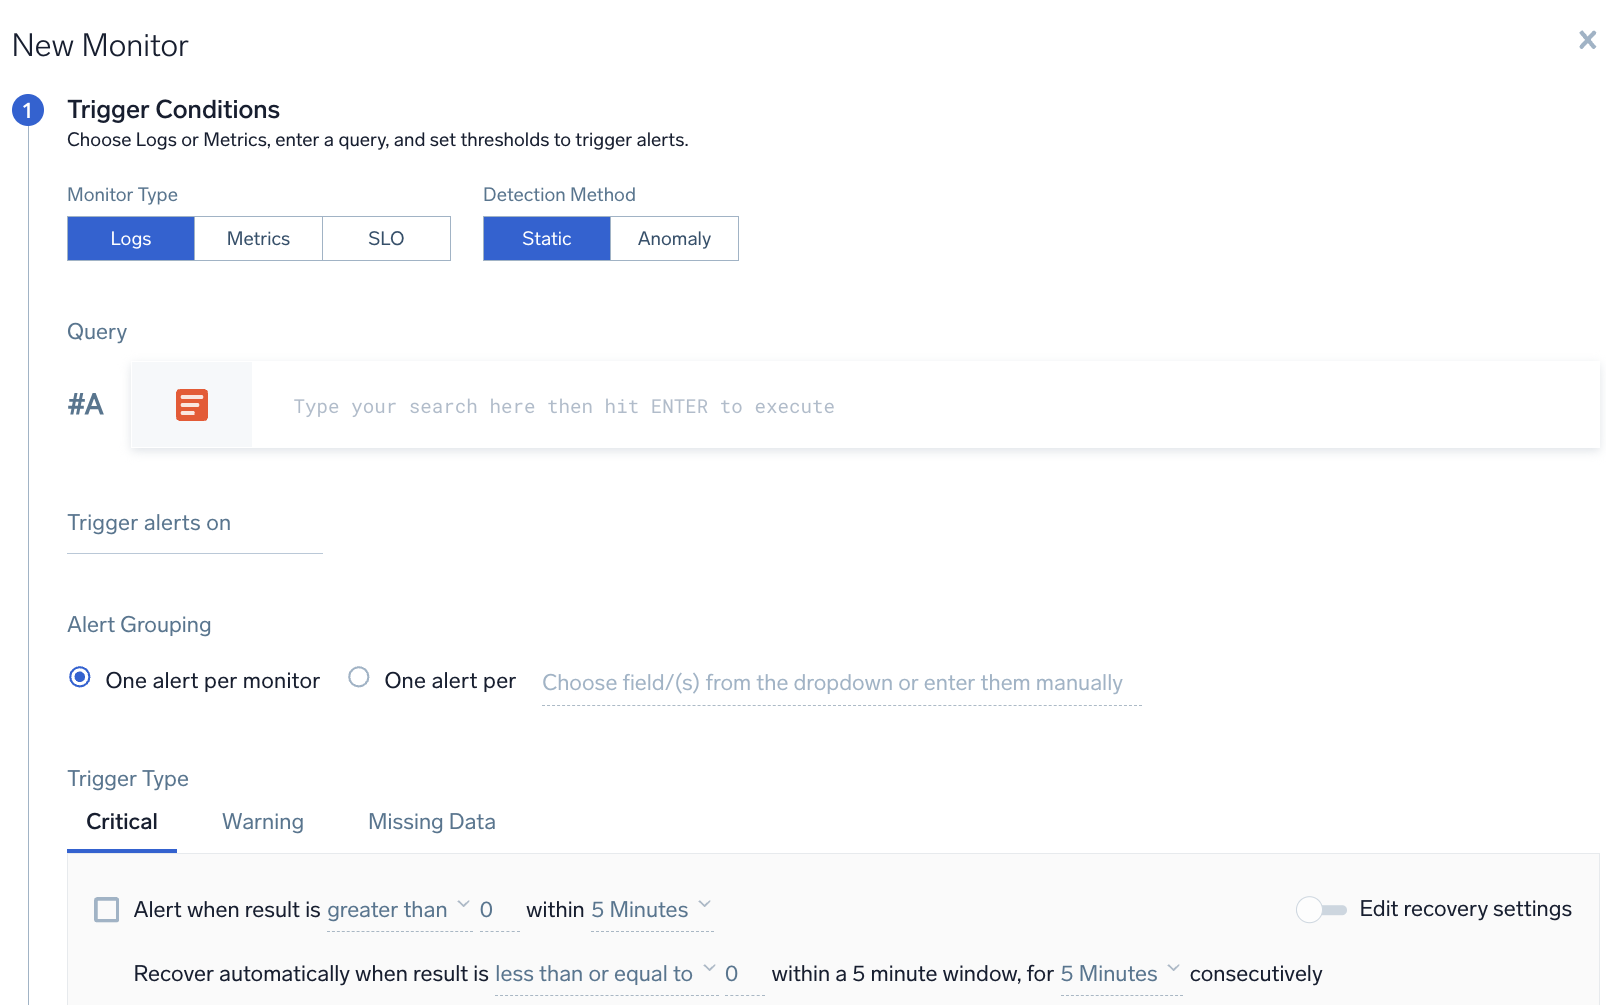 New Monitor
1 Trigger Conditions
Choose Logs or Metrics, enter a query, and set thresholds to trigger alerts.
Monitor Type Detection Method
Logs Metrics SLO Static Anomaly
Query
#A Type your search here then hit ENTER to execute
Trigger alerts on
Alert Grouping
One alert per monitor One alert per Choose field/(s) from the dropdown or enter them manually
Trigger Type
Critical Warning Missing Data
Alert when result is greater than 0 within 5 Minutes Edit recovery settings
Recover automatically when result is less than or equal to 0 within a 5 minute window, for 5 Minutes consecutively